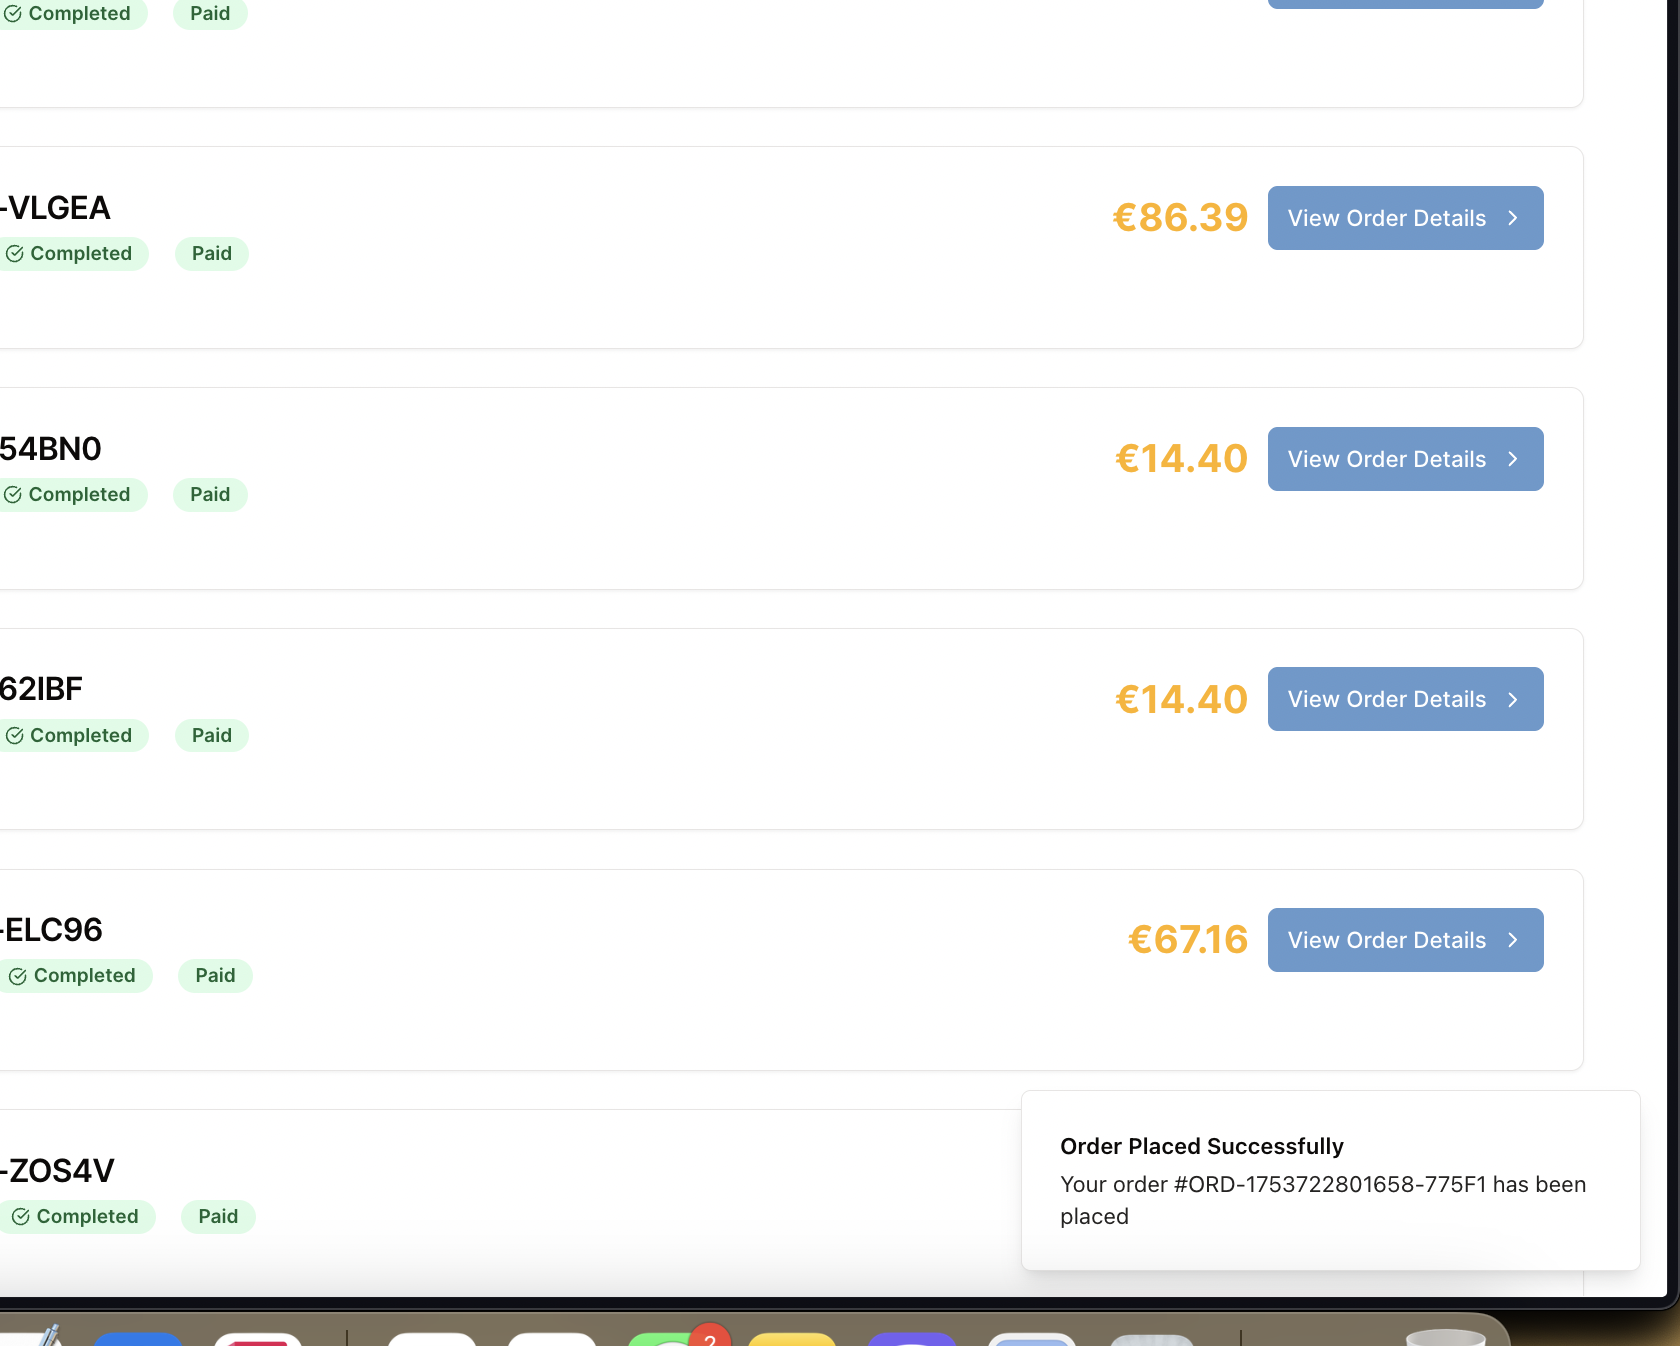 Completed Paid
-VLGEA
€86.39 View Order Details
Completed Paid
54BN0
€14.40 View Order Details
Completed Paid
62IBF
€14.40 View Order Details
Completed Paid
-ELC96
€67.16 View Order Details
Completed Paid
-ZOS4V
Completed Paid
Order Placed Successfully
Your order #ORD-1753722801658-775F1 has been
placed
2